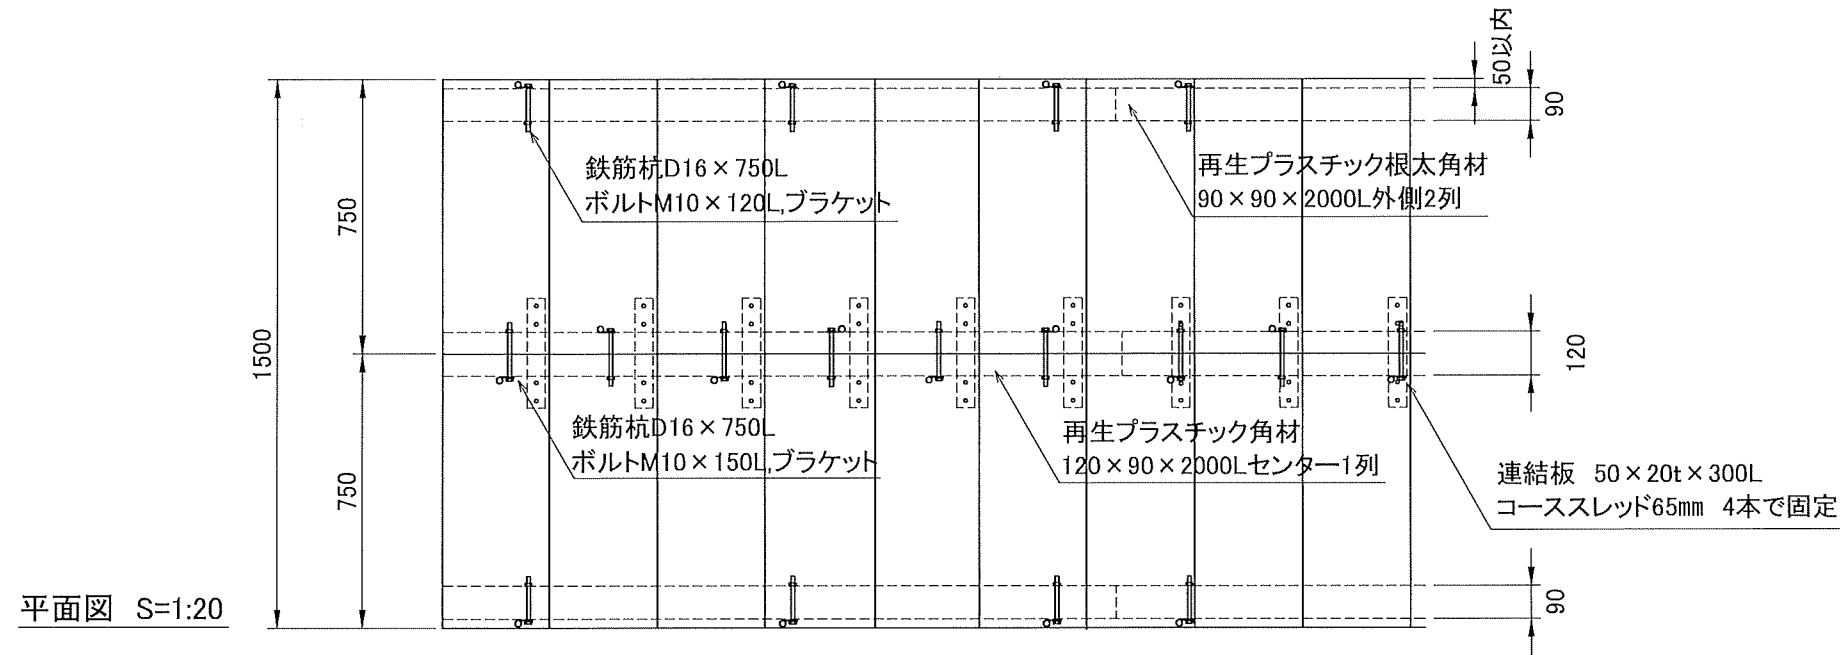 50以内
90
鉄筋杭D16×750L
ボルトM10×120L,ブラケット
再生プラスチック根太角材
90×90×2000L外側2列
750
1500
120
鉄筋杭D16×750L
ボルトM10×150L,ブラケット
再生プラスチック角材
120×90×2000Lセンター1列
連結板 50×20t×300L
コーススレッド65mm 4本で固定
750
90
平面図 S=1:20